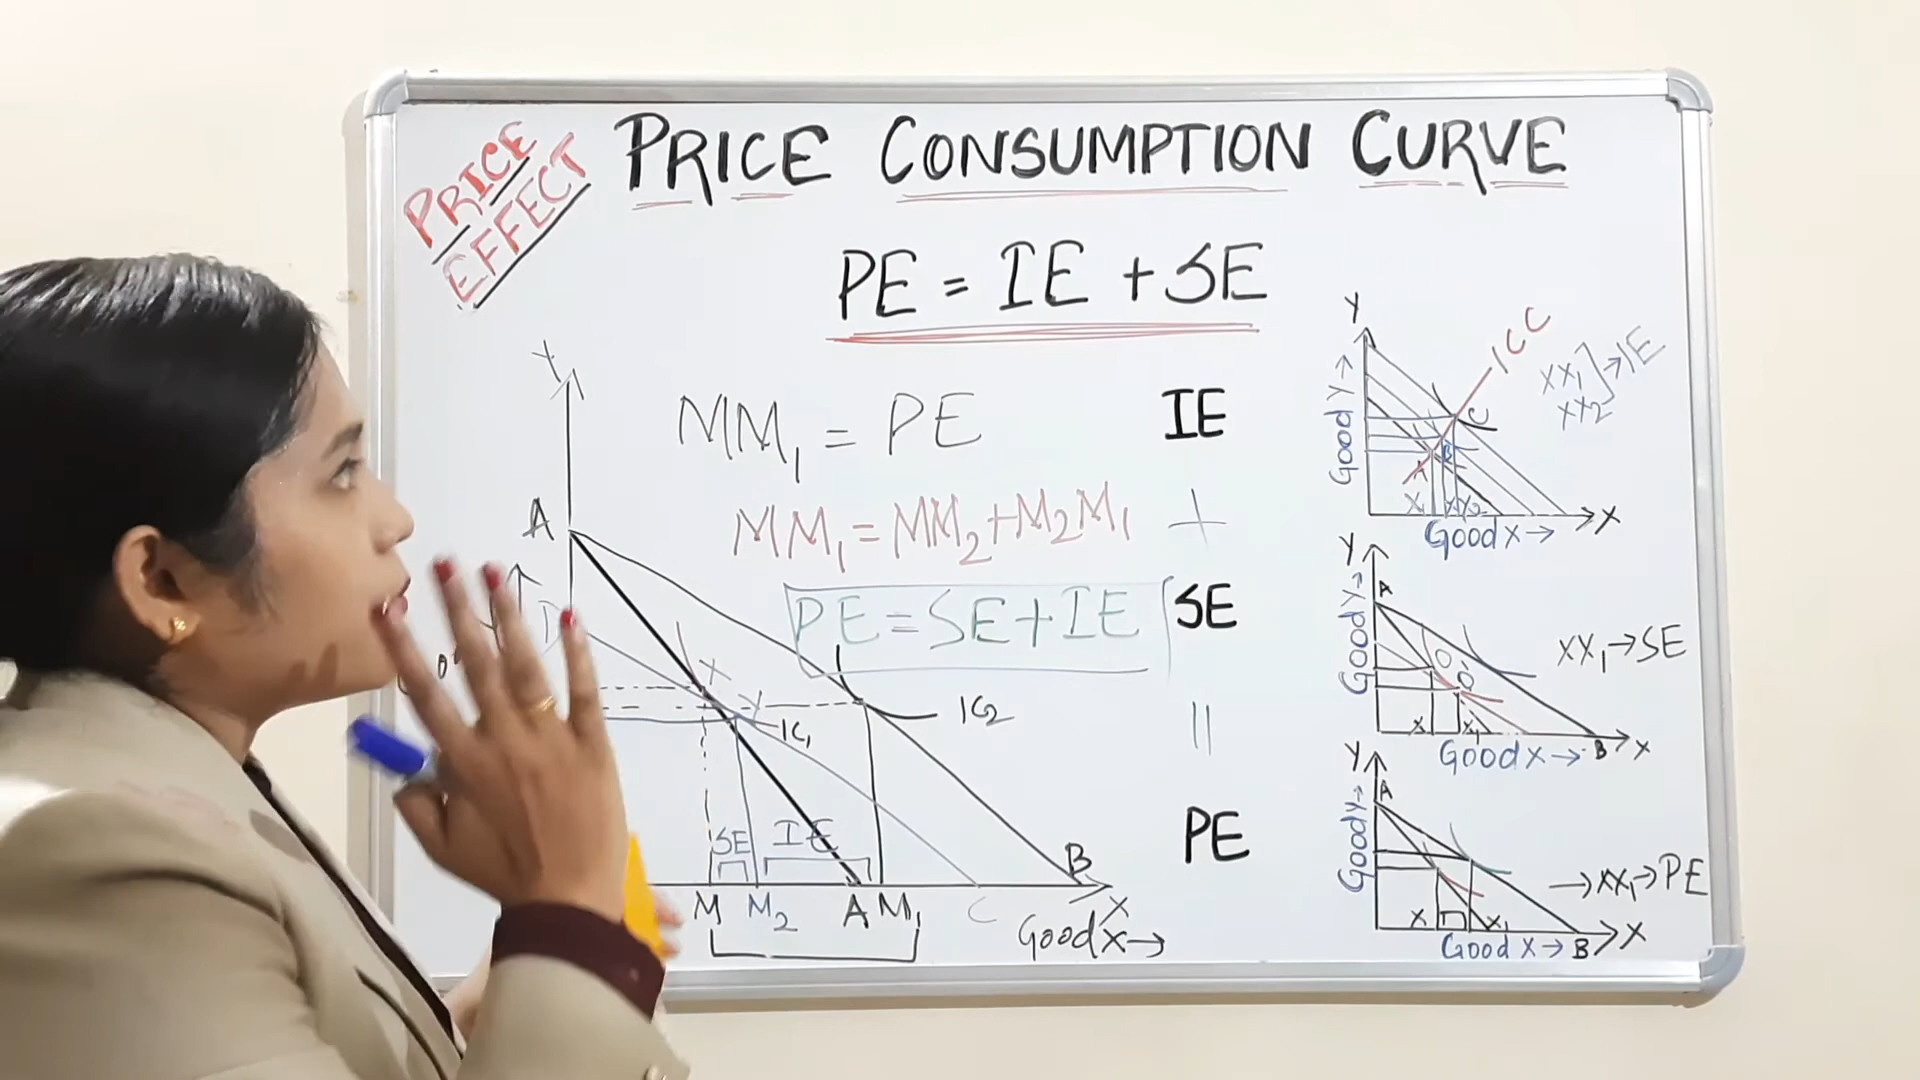 PRICE EFFECT
PRICE CONSUMPTION CURVE
PE = IE + SE
MM₁ = PE
MM₁ = MM₂ + M₂M₁
PE = SE + IE
IE
+
SE
=
PE
Y
A
D
X
Y
IC₁
IC₂
SE
IE
M
M₂
A
M₁
C
B
X
Good X →
Y
Good Y →
ICC
C
B
A
XX₁
XX₂
→ IE
Good X →
X
Y
A
Good Y →
XX₁ → SE
X
X₁
B
X
Good X →
Y
A
Good Y →
→ XX₁ → PE
X
X₁
Good X →
B
X